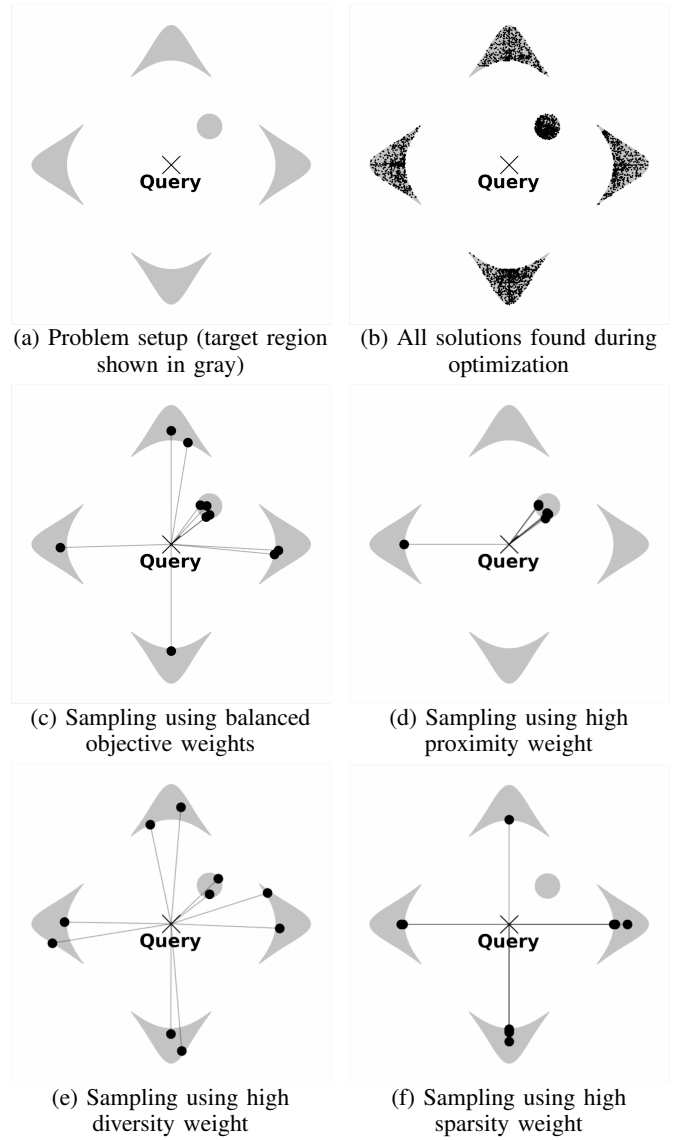 Query
Query
(a) Problem setup (target region
shown in gray)
(b) All solutions found during
optimization
Query
Query
(c) Sampling using balanced
objective weights
(d) Sampling using high
proximity weight
Query
Query
(e) Sampling using high
diversity weight
(f) Sampling using high
sparsity weight